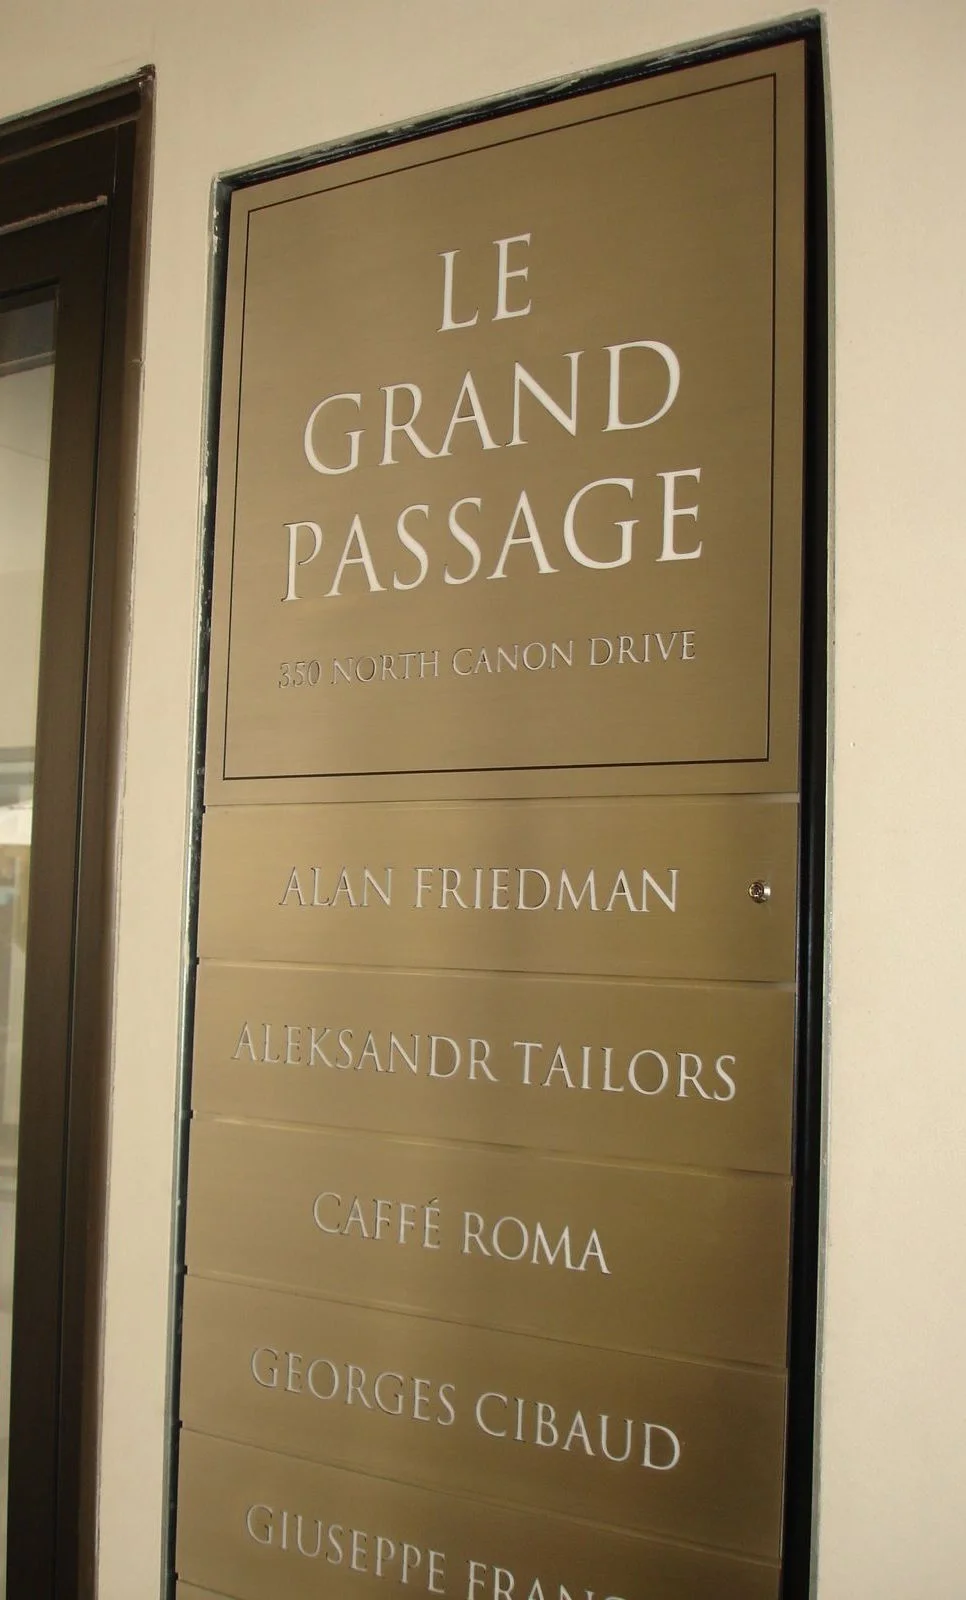 LE
GRAND
PASSAGE
350 NORTH CANON DRIVE
ALAN FRIEDMAN
ALEKSANDR TAILORS
CAFFÉ ROMA
GEORGES CIBAUD
GIUSEPPE